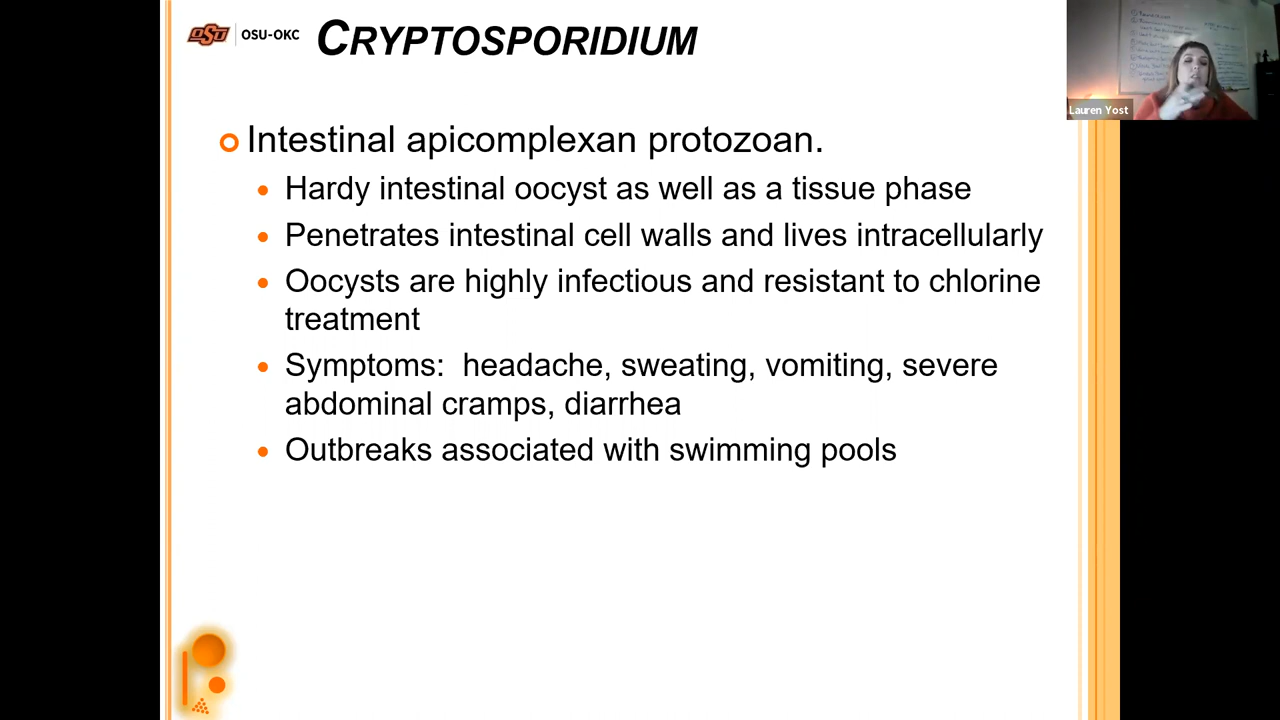 OSU OSU-OKC CRYPTOSPORIDIUM
Intestinal apicomplexan protozoan.
Hardy intestinal oocyst as well as a tissue phase
Penetrates intestinal cell walls and lives intracellularly
Oocysts are highly infectious and resistant to chlorine
treatment
Symptoms: headache, sweating, vomiting, severe
abdominal cramps, diarrhea
Outbreaks associated with swimming pools
Lauren Yost